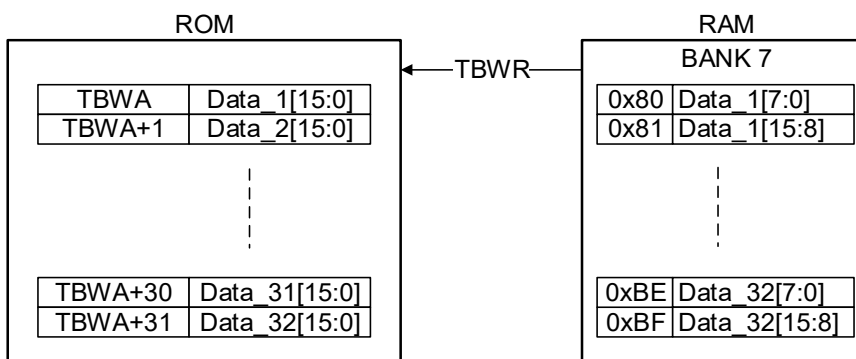 ROM
RAM
TBWR
BANK 7
TBWA Data_1[15:0]
TBWA+1 Data_2[15:0]
0x80 Data_1[7:0]
0x81 Data_1[15:8]
TBWA+30 Data_31[15:0]
TBWA+31 Data_32[15:0]
0xBE Data_32[7:0]
0xBF Data_32[15:8]